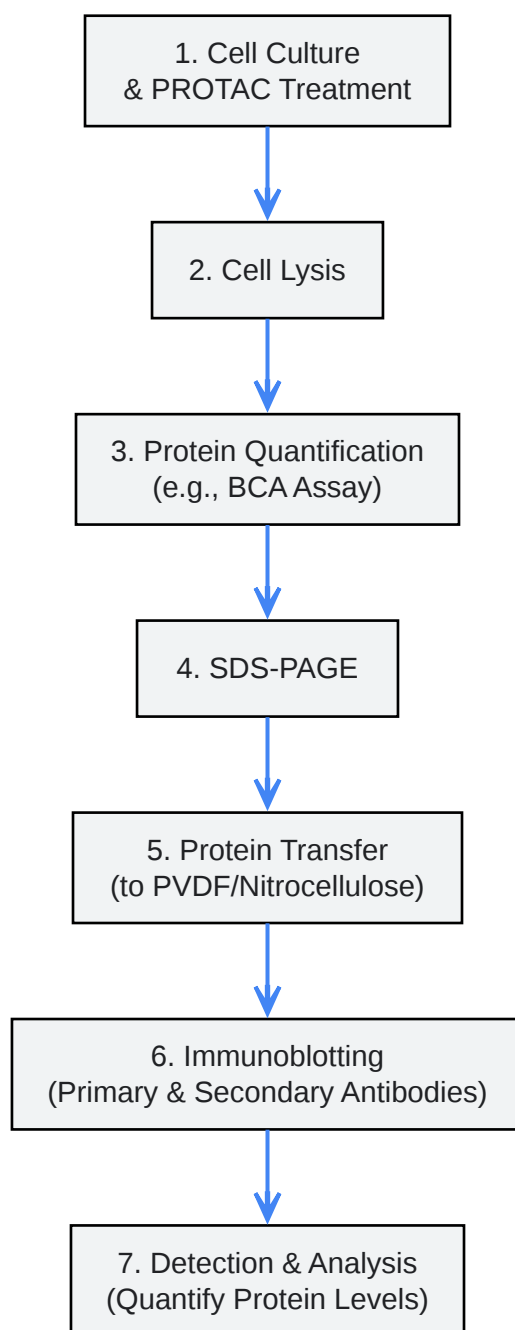 1. Cell Culture
& PROTAC Treatment
2. Cell Lysis
3. Protein Quantification
(e.g., BCA Assay)
4. SDS-PAGE
5. Protein Transfer
(to PVDF/Nitrocellulose)
6. Immunoblotting
(Primary & Secondary Antibodies)
7. Detection & Analysis
(Quantify Protein Levels)